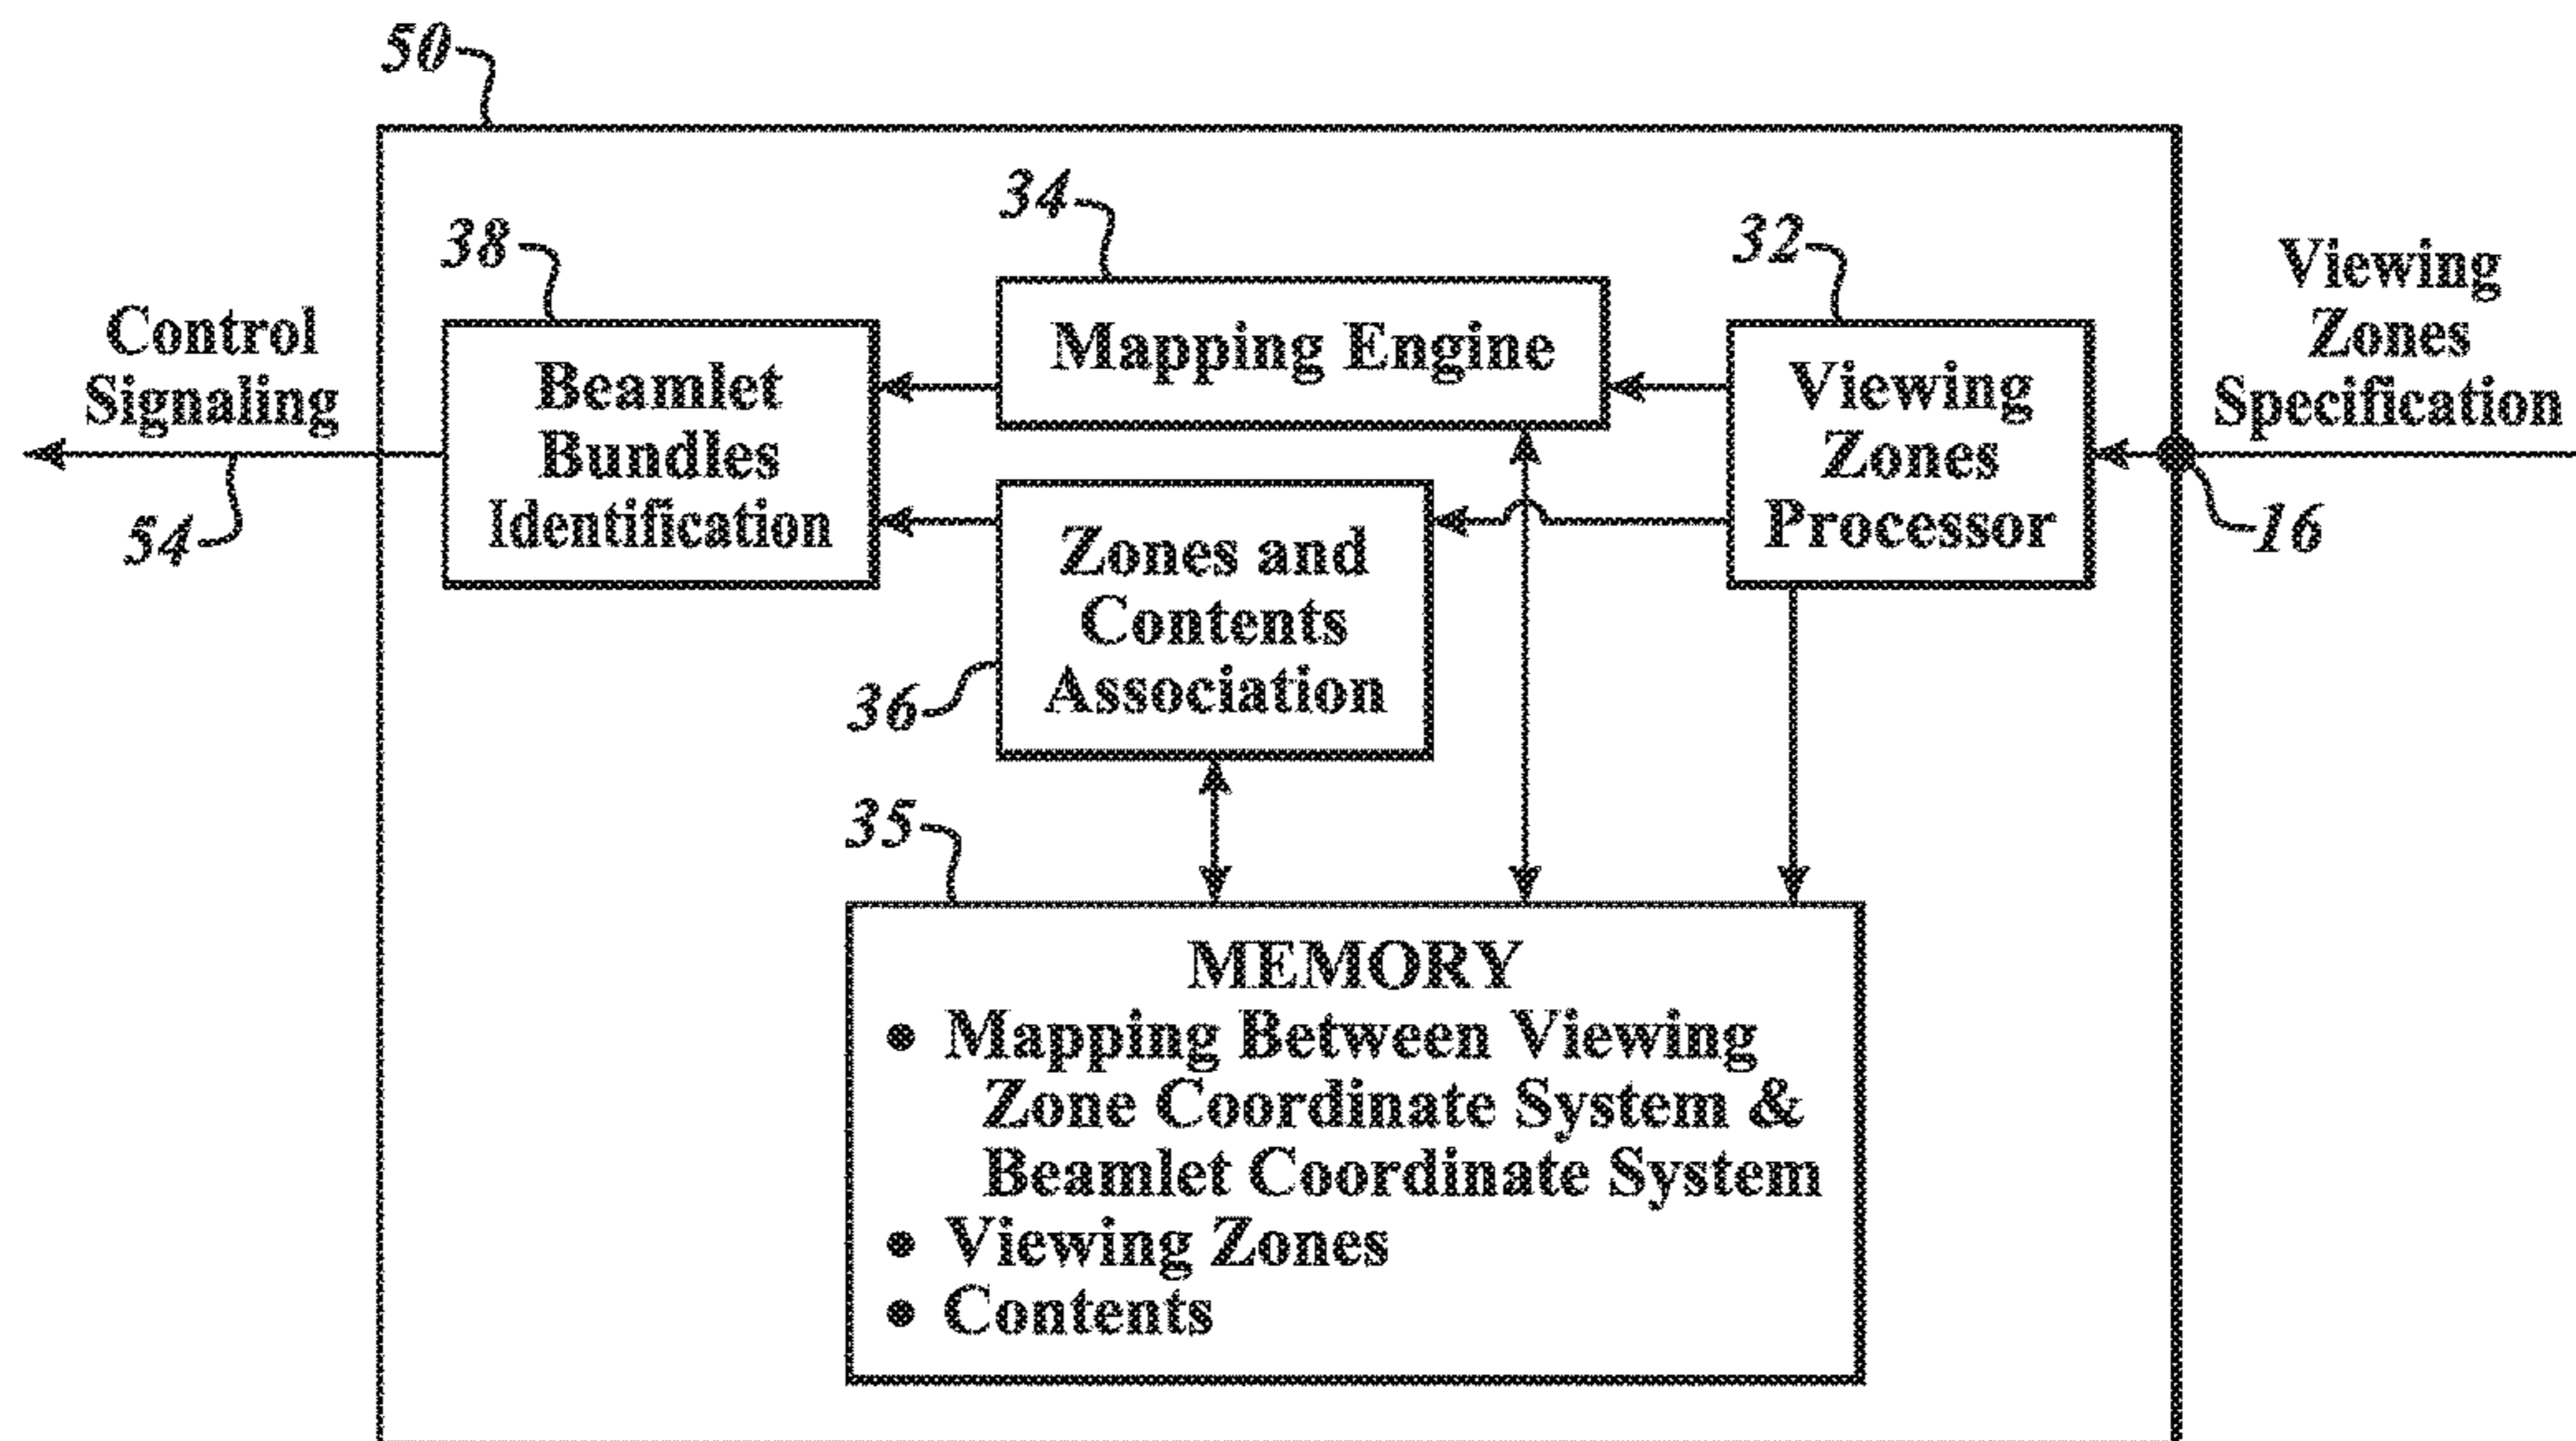 50
34
38
32
Viewing
Zones
Specification
Control
Signaling
Mapping Engine
Beamlet
Bundles
Identification
Viewing
Zones
Processor
54
16
Zones and
Contents
Association
36
35
MEMORY
• Mapping Between Viewing
Zone Coordinate System &
Beamlet Coordinate System
• Viewing Zones
• Contents